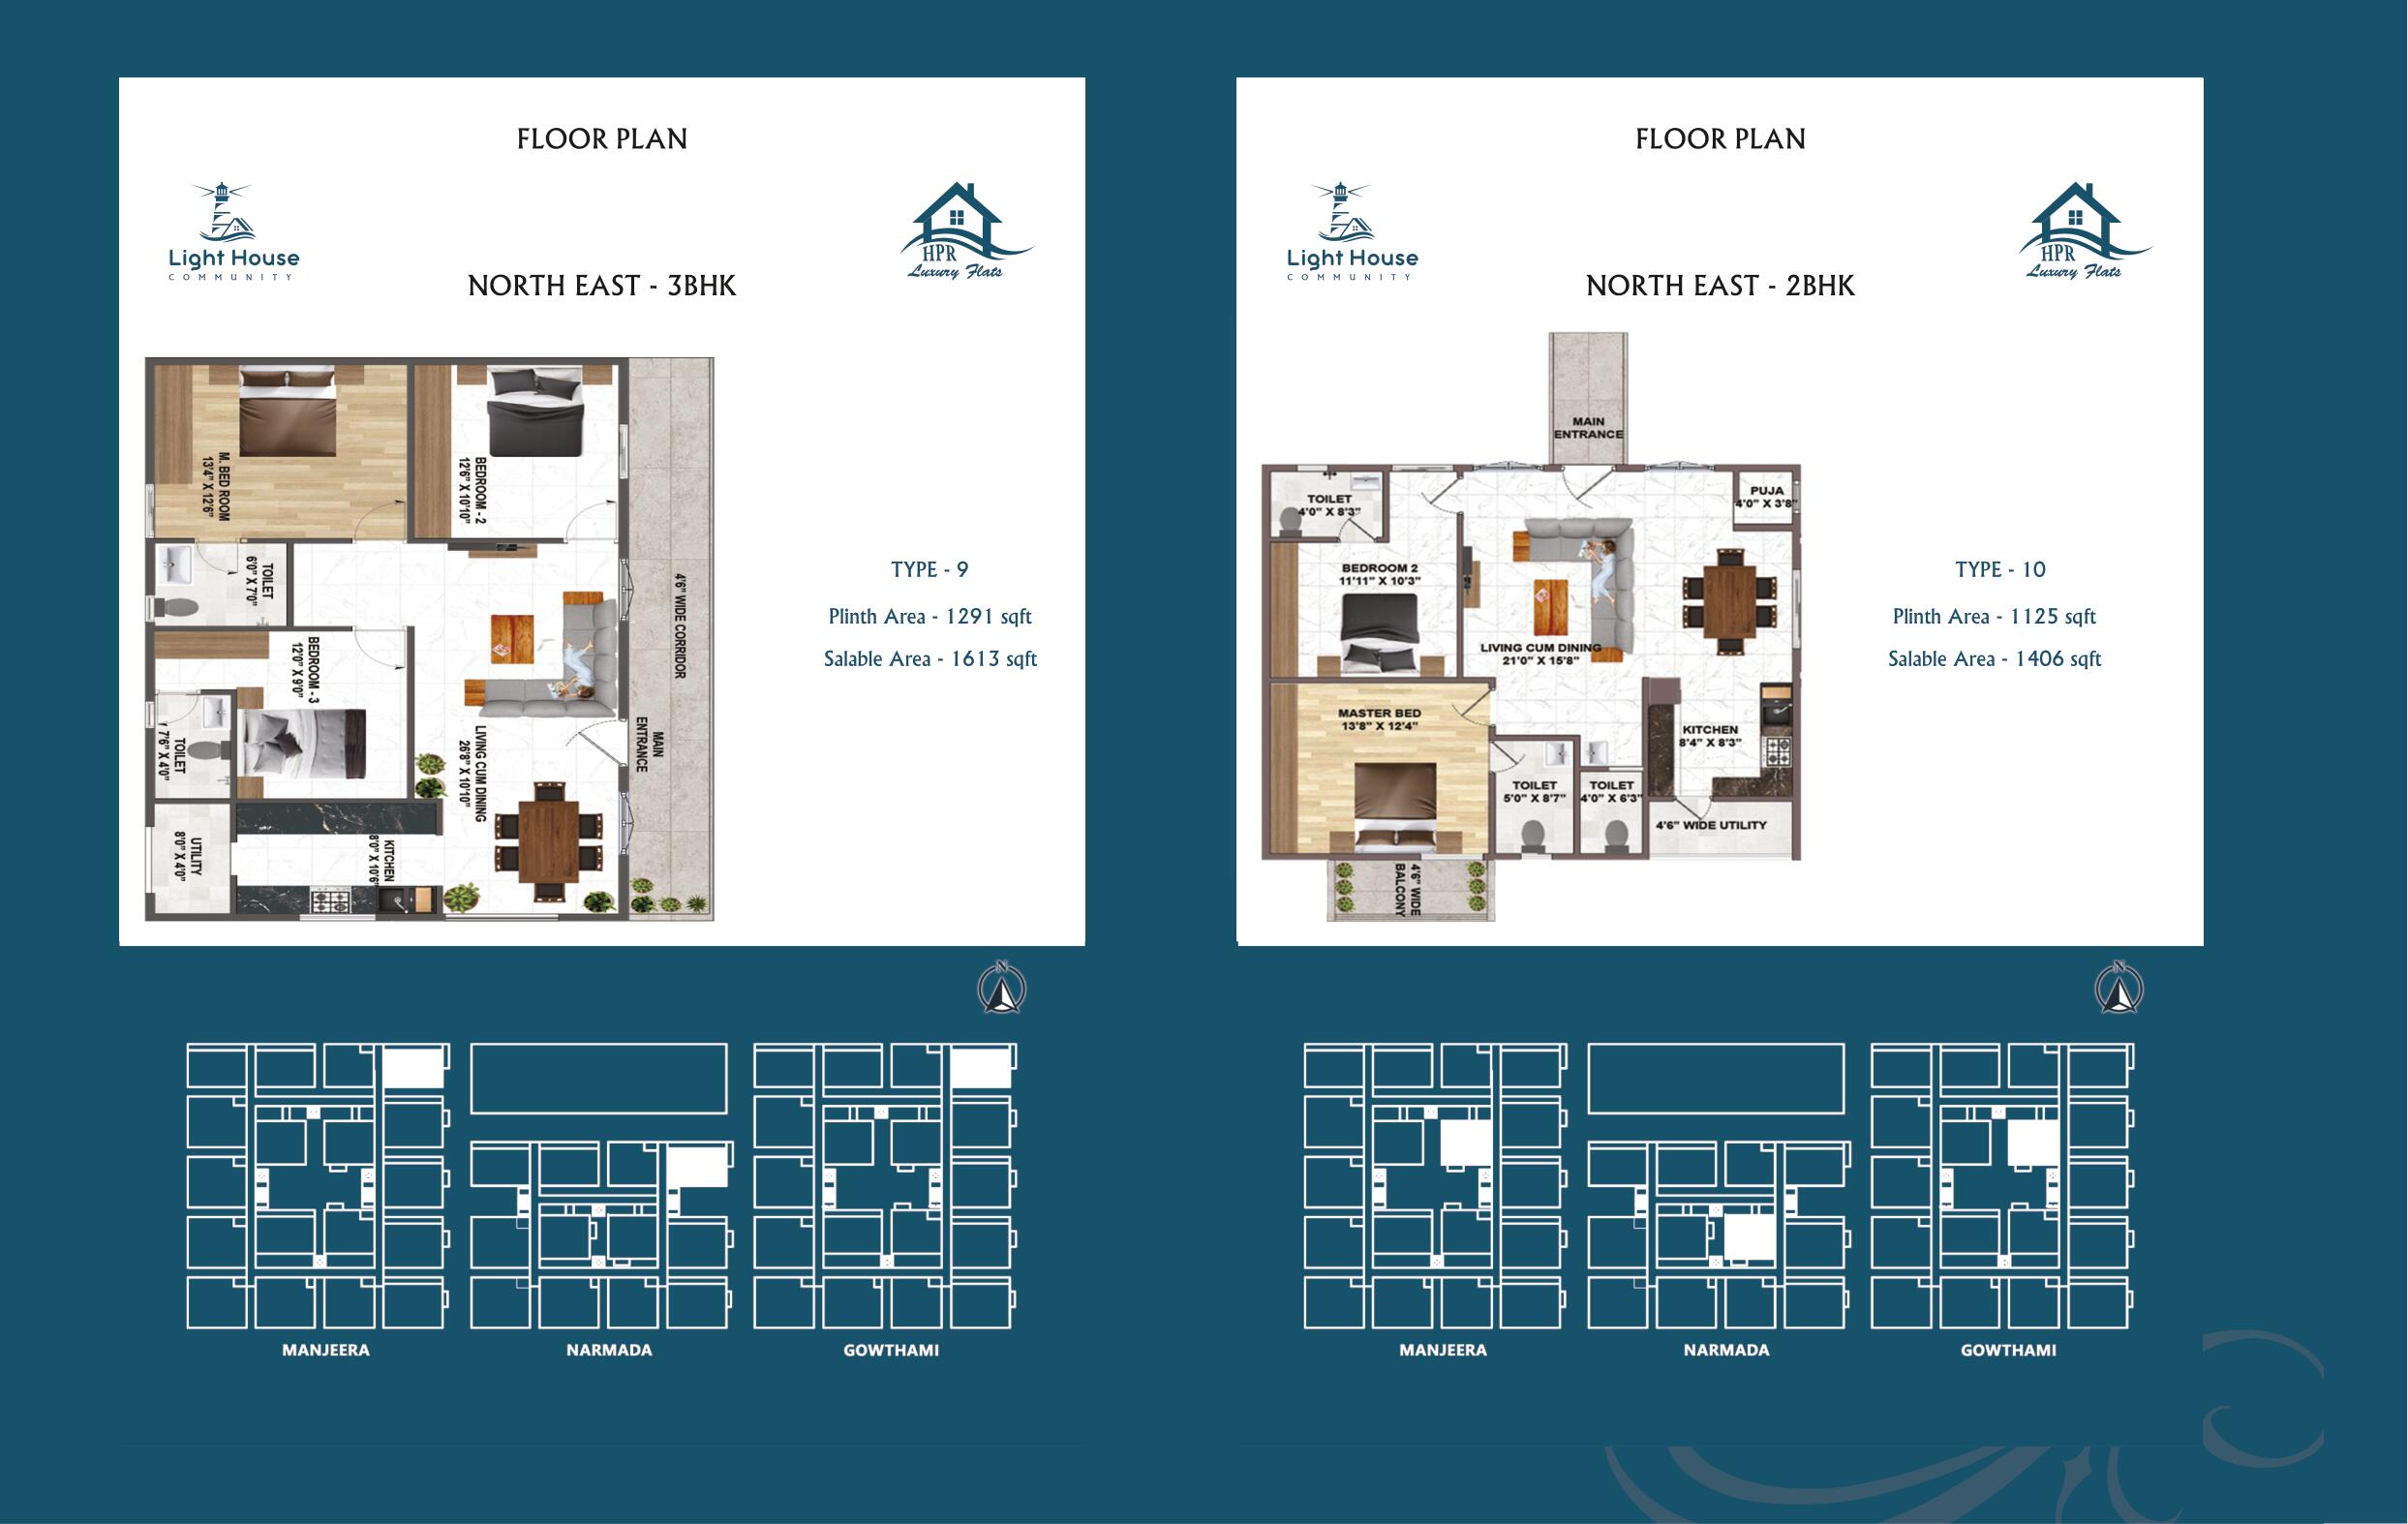 FLOOR PLAN
Light House
COMMUNITY
HPR
Luxury Flats
NORTH EAST - 3BHK
M. BED ROOM
13'4" X 12'6"
BEDROOM - 2
12'6" X 10'10"
TOILET
6'0" X 7'0"
4'6" WIDE CORRIDOR
BEDROOM - 3
12'0" X 9'0"
TOILET
7'6" X 4'0"
LIVING CUM DINING
26'8" X 10'10"
MAIN
ENTRANCE
UTILITY
8'0" X 4'0"
KITCHEN
8'0" X 10'6"
TYPE - 9
Plinth Area - 1291 sqft
Salable Area - 1613 sqft
N
MANJEERA
NARMADA
GOWTHAMI
FLOOR PLAN
Light House
COMMUNITY
HPR
Luxury Flats
NORTH EAST - 2BHK
MAIN
ENTRANCE
TOILET
4'0" X 8'3"
PUJA
4'0" X 3'8"
BEDROOM 2
11'11" X 10'3"
LIVING CUM DINING
21'0" X 15'8"
MASTER BED
13'8" X 12'4"
KITCHEN
8'4" X 8'3"
TOILET
5'0" X 8'7"
TOILET
4'0" X 6'3"
4'6" WIDE UTILITY
4'6" WIDE
BALCONY
TYPE - 10
Plinth Area - 1125 sqft
Salable Area - 1406 sqft
N
MANJEERA
NARMADA
GOWTHAMI